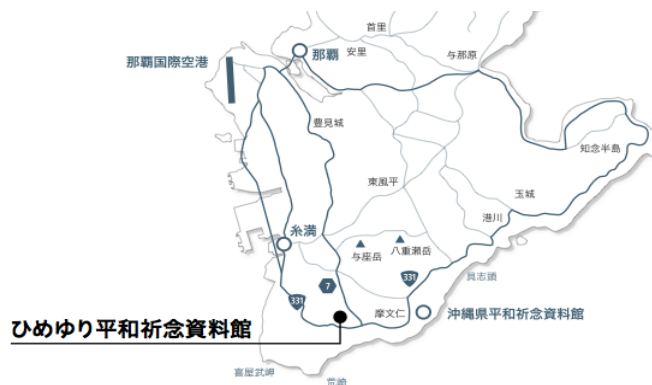 首里
那覇
安里
与那原
那覇国際空港
豊見城
知念半島
東風平
玉城
港川
糸満
与座岳
八重瀬岳
具志頭
331
7
331
摩文仁
沖縄県平和祈念資料館
ひめゆり平和祈念資料館
喜屋武岬
荒崎